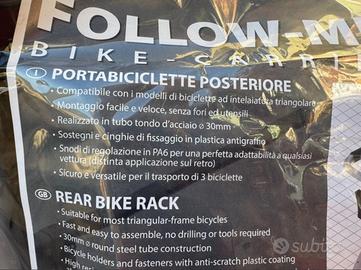 FOLLOW-M
BIKE-CARRI
I PORTABICICLETTE POSTERIORE
• Compatibile con i modelli di biciclette ad intelaiatura triangolare
• Montaggio facile e veloce, senza fori ed utensili
• Realizzato in tubo tondo d'acciaio ø 30mm
• Sostegni e cinghie di fissaggio in plastica antigraffio
• Snodi di regolazione in PA6 per una perfetta adattabilità a qualsiasi
vettura (distinta applicazione sul retro)
• Sicuro e versatile per il trasporto di 3 biciclette
GB REAR BIKE RACK
• Suitable for most triangular-frame bicycles
• Fast and easy to assemble, no drilling or tools required
• 30mm ø round steel tube construction
• Bicycle holders and fasteners with anti-scratch plastic coating
• High
subito